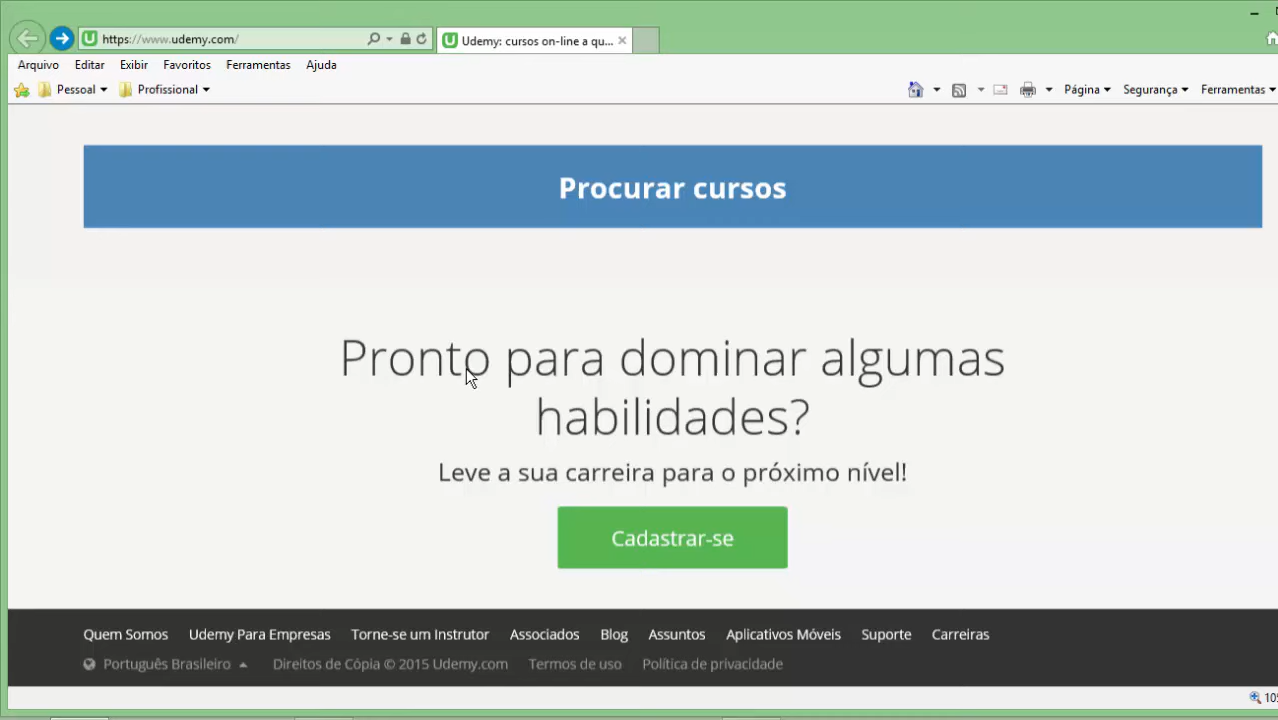 https://www.udemy.com/
Udemy: cursos on-line a qu...
Arquivo Editar Exibir Favoritos Ferramentas Ajuda
Pessoal Profissional Página Segurança Ferramentas
Procurar cursos
Pronto para dominar algumas
habilidades?
Leve a sua carreira para o próximo nível!
Cadastrar-se
Quem Somos Udemy Para Empresas Torne-se um Instrutor Associados Blog Assuntos Aplicativos Móveis Suporte Carreiras
Português Brasileiro Direitos de Cópia © 2015 Udemy.com Termos de uso Política de privacidade